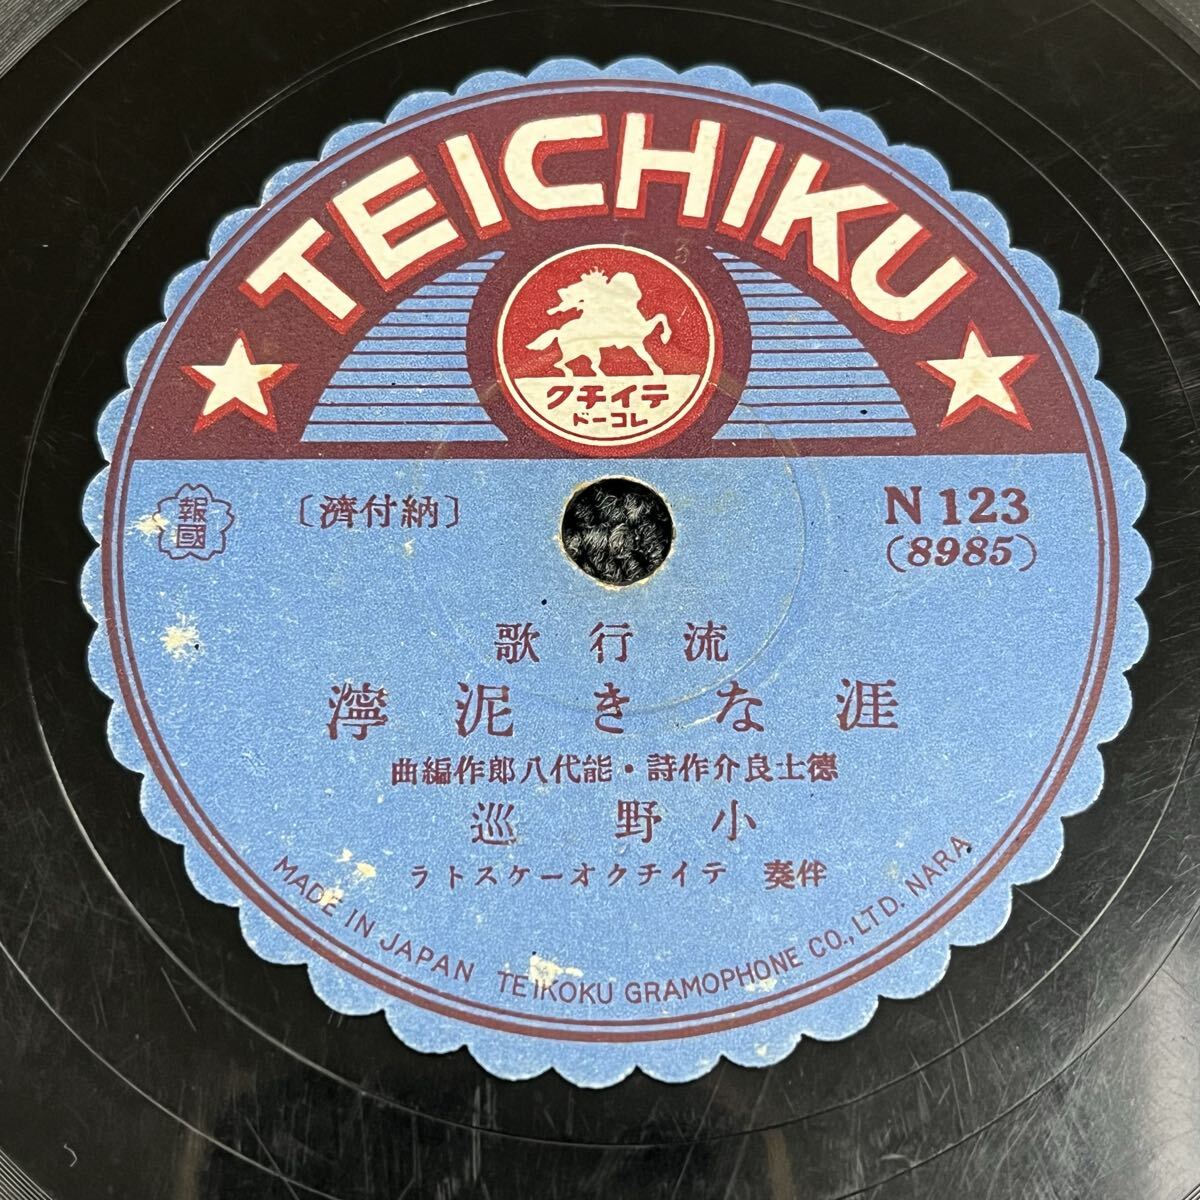 TEICHIKU
テイチク
レコード
報國
〔納付濟〕
N 123
(8985)
流行歌
涯なき泥濘
德土良介作詩・能代八郎作編曲
小野巡
伴奏 テイチクオーケストラ
MADE IN JAPAN TEIKOKU GRAMOPHONE CO., LTD. NARA